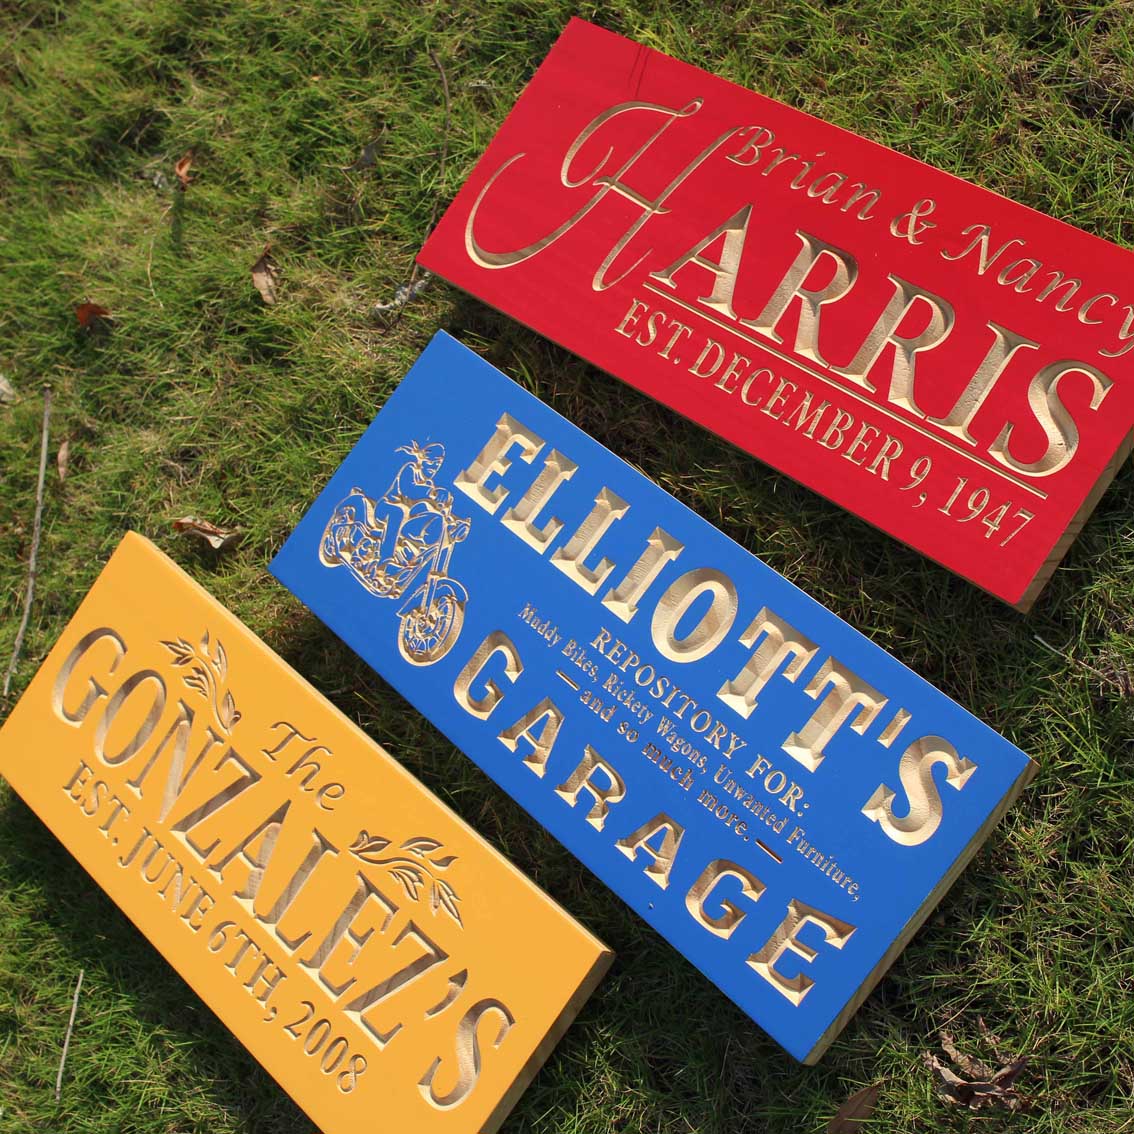 Brian & Nancy
HARRIS
EST. DECEMBER 9, 1947
ELLIOTT'S
REPOSITORY FOR:
Muddy Bikes, Rickety Wagons, Unwanted Furniture,
— and so much more. —
GARAGE
The
GONZALEZ'S
EST. JUNE 6TH, 2008